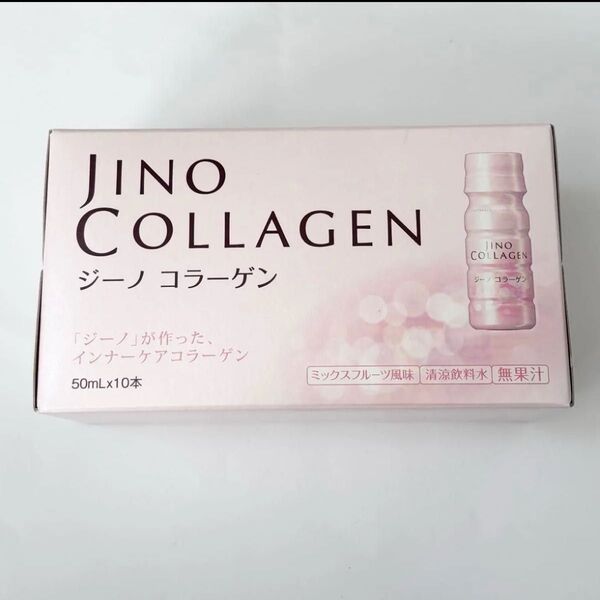 JINO
COLLAGEN
ジーノ コラーゲン
「ジーノ」が作った、
インナーケアコラーゲン
50mLx10本
JINO
COLLAGEN
ジーノ コラーゲン
ミックスフルーツ風味 清涼飲料水 無果汁